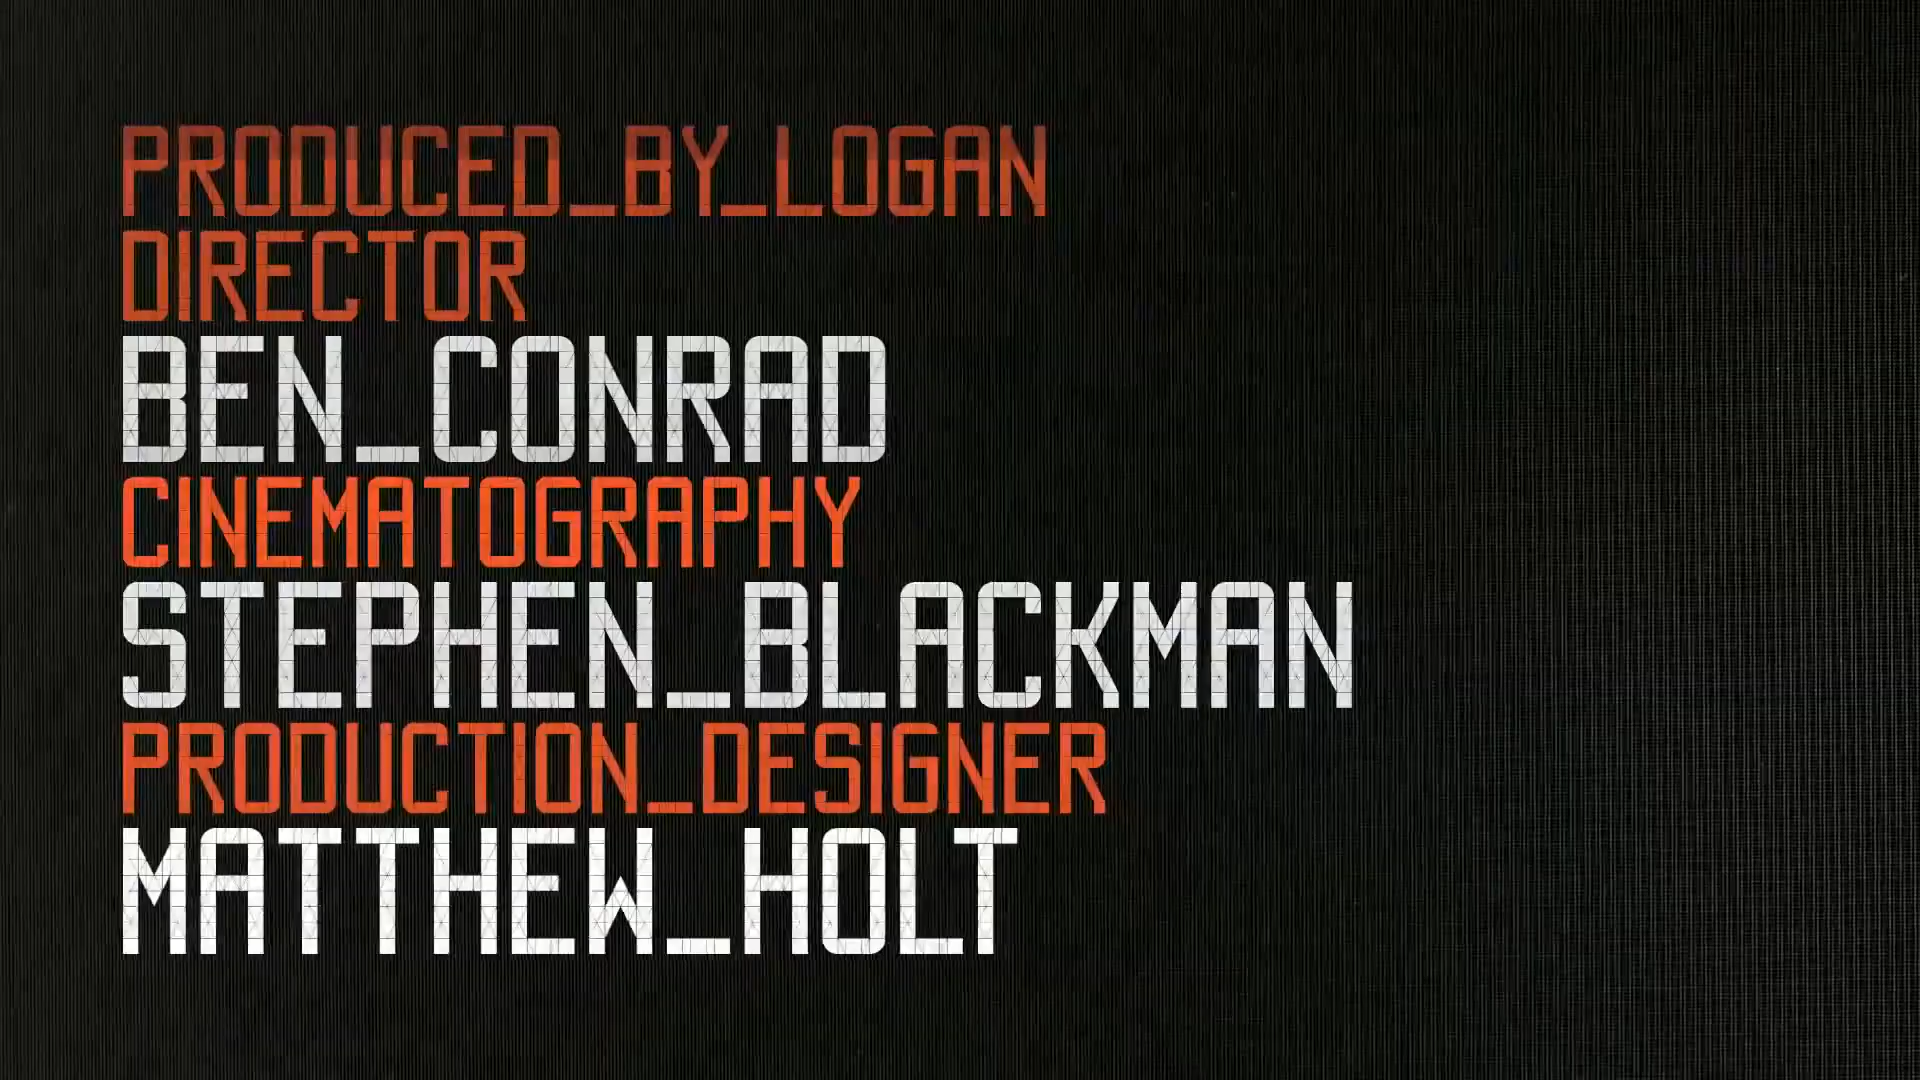 PRODUCED_BY_LOGAN
DIRECTOR
BEN_CONRAD
CINEMATOGRAPHY
STEPHEN_BLACKMAN
PRODUCTION_DESIGNER
MATTHEW_HOLT